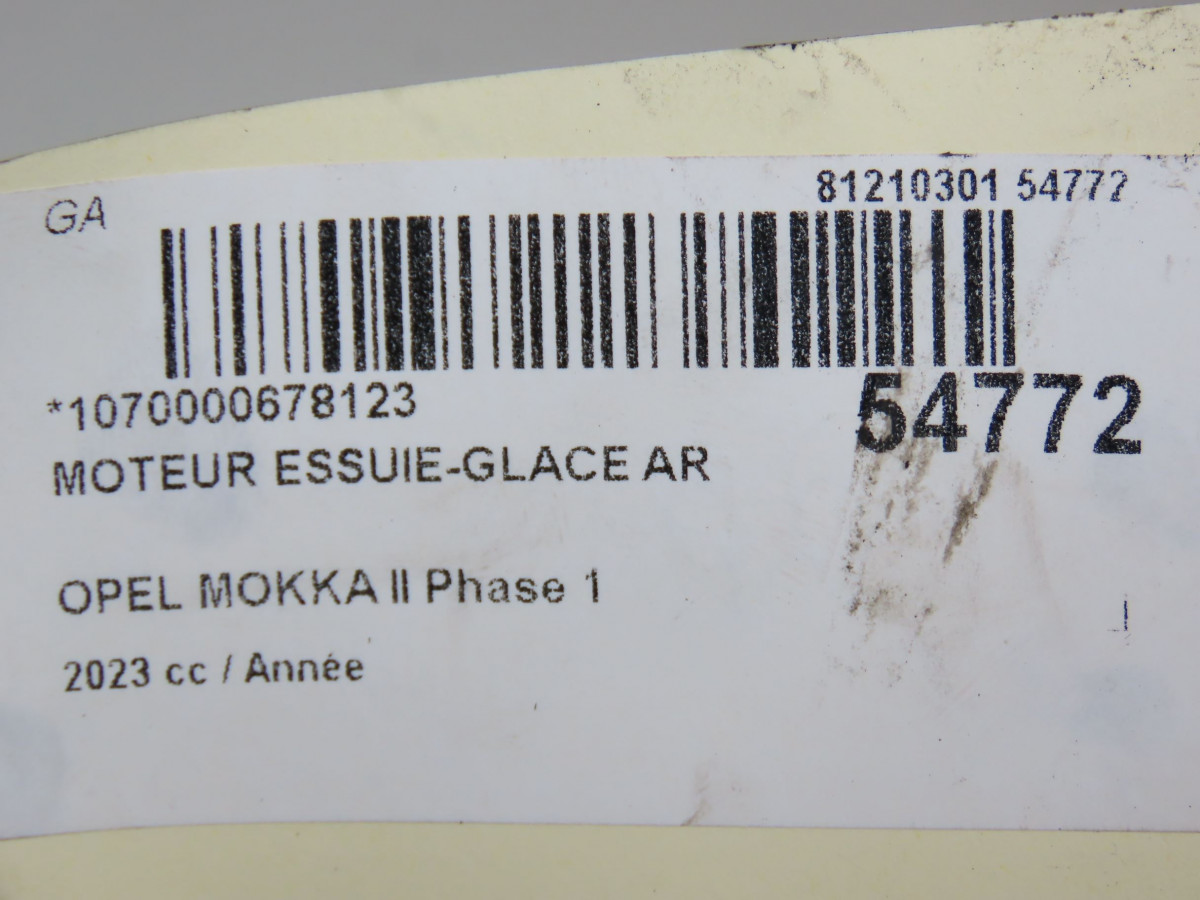 GA
81210301 54772
*1070000678123
54772
MOTEUR ESSUIE-GLACE AR
OPEL MOKKA II Phase 1
2023 cc / Année